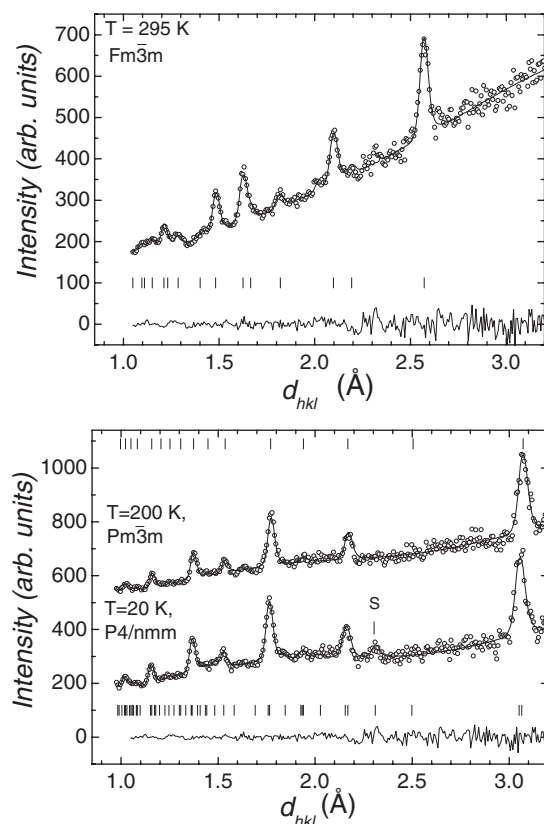 T = 295 K
Fm3̅m
Intensity (arb. units)
700
600
500
400
300
200
100
0
1.0 1.5 2.0 2.5 3.0
d_hkl (Å)
T=200 K,
Pm3̅m
T=20 K,
P4/nmm
S
Intensity (arb. units)
1000
800
600
400
200
0
1.0 1.5 2.0 2.5 3.0
d_hkl (Å)